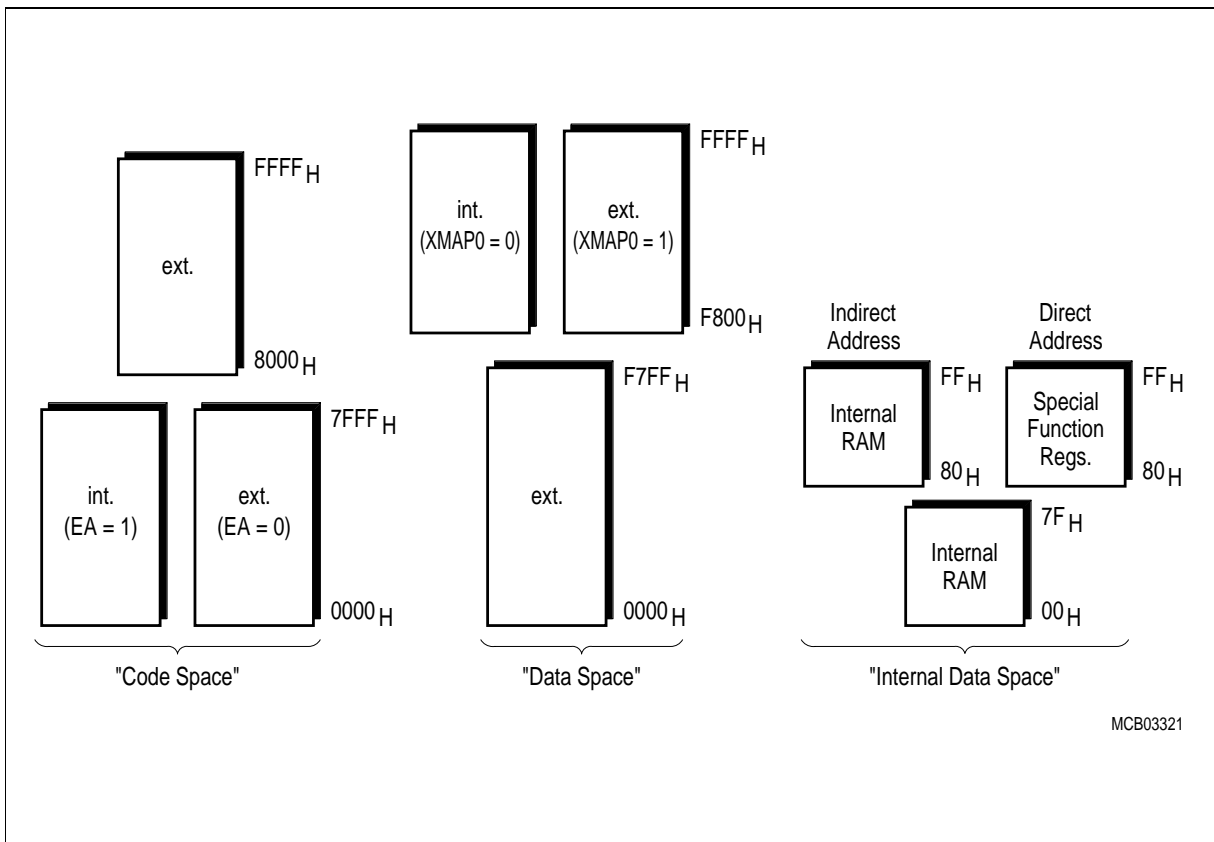 FFFF H
ext.
8000 H
7FFF H
int.
(EA = 1)
ext.
(EA = 0)
0000 H
"Code Space"
FFFF H
int.
(XMAP0 = 0)
ext.
(XMAP0 = 1)
F800 H
F7FF H
ext.
0000 H
"Data Space"
Indirect
Address
Direct
Address
FF H
Internal
RAM
80 H
FF H
Special
Function
Regs.
80 H
7F H
Internal
RAM
00 H
"Internal Data Space"
MCB03321